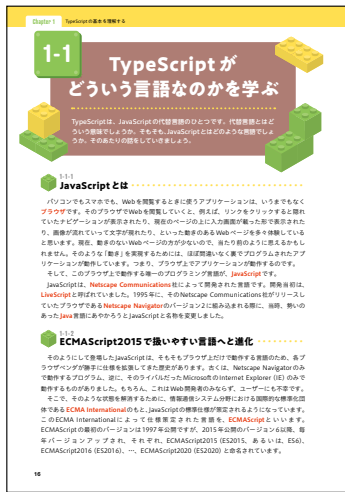 Chapter 1 TypeScriptの基本を理解する
1-1
TypeScriptが
どういう言語なのかを学ぶ
TypeScriptは、JavaScriptの代替言語のひとつです。代替言語とはど
ういう意味でしょうか。そもそも、JavaScriptとはどのような言語でしょ
うか。そのあたりの話をしていきましょう。
1-1-1
JavaScriptとは
パソコンでもスマホでも、Webを閲覧するときに使うアプリケーションは、いうまでもなく
ブラウザです。そのブラウザでWebを閲覧していくと、例えば、リンクをクリックすると隠れ
ていたナビゲーションが表示されたり、現在のページの上に入力画面が載った形で表示された
り、画像が流れていって文字が現れたり、といった動きのあるWebページを多々体験している
と思います。現在、動きのないWebページの方が少ないので、当たり前のように思えるかもし
れません。そのような「動き」を実現するためには、ほぼ間違いなく裏でプログラムされたアプ
リケーションが動作しています。つまり、ブラウザ上でアプリケーションが動作するのです。
そして、このブラウザ上で動作する唯一のプログラミング言語が、JavaScriptです。
JavaScriptは、Netscape Communications社によって開発された言語です。開発当初は、
LiveScriptと呼ばれていました。1995年に、そのNetscape Communications社がリリースし
ていたブラウザであるNetscape Navigatorのバージョン2に組み込まれる際に、当時、勢いの
あったJava言語にあやかろうとJavaScriptと名称を変更しました。
1-1-2
ECMAScript2015で扱いやすい言語へと進化
そのようにして登場したJavaScriptは、そもそもブラウザ上だけで動作する言語のため、各ブ
ラウザベンダが勝手に仕様を拡張してきた歴史があります。古くは、Netscape Navigatorのみ
で動作するプログラム、逆に、そのライバルだったMicrosoftのInternet Explorer (IE) のみで
動作するものがありました。もちろん、これはWeb開発者のみならず、ユーザーにも不幸です。
そこで、そのような状態を解消するために、情報通信システム分野における国際的な標準化団
体であるECMA Internationalのもと、JavaScriptの標準仕様が策定されるようになっています。
このECMA Internationalによって仕様策定された言語を、ECMAScriptといいます。
ECMAScriptの最初のバージョンは1997年公開ですが、2015年公開のバージョン6以降、毎
年バージョンアップされ、それぞれ、ECMAScript2015 (ES2015、あるいは、ES6)、
ECMAScript2016 (ES2016)、…、ECMAScript2020 (ES2020) と命名されています。
16